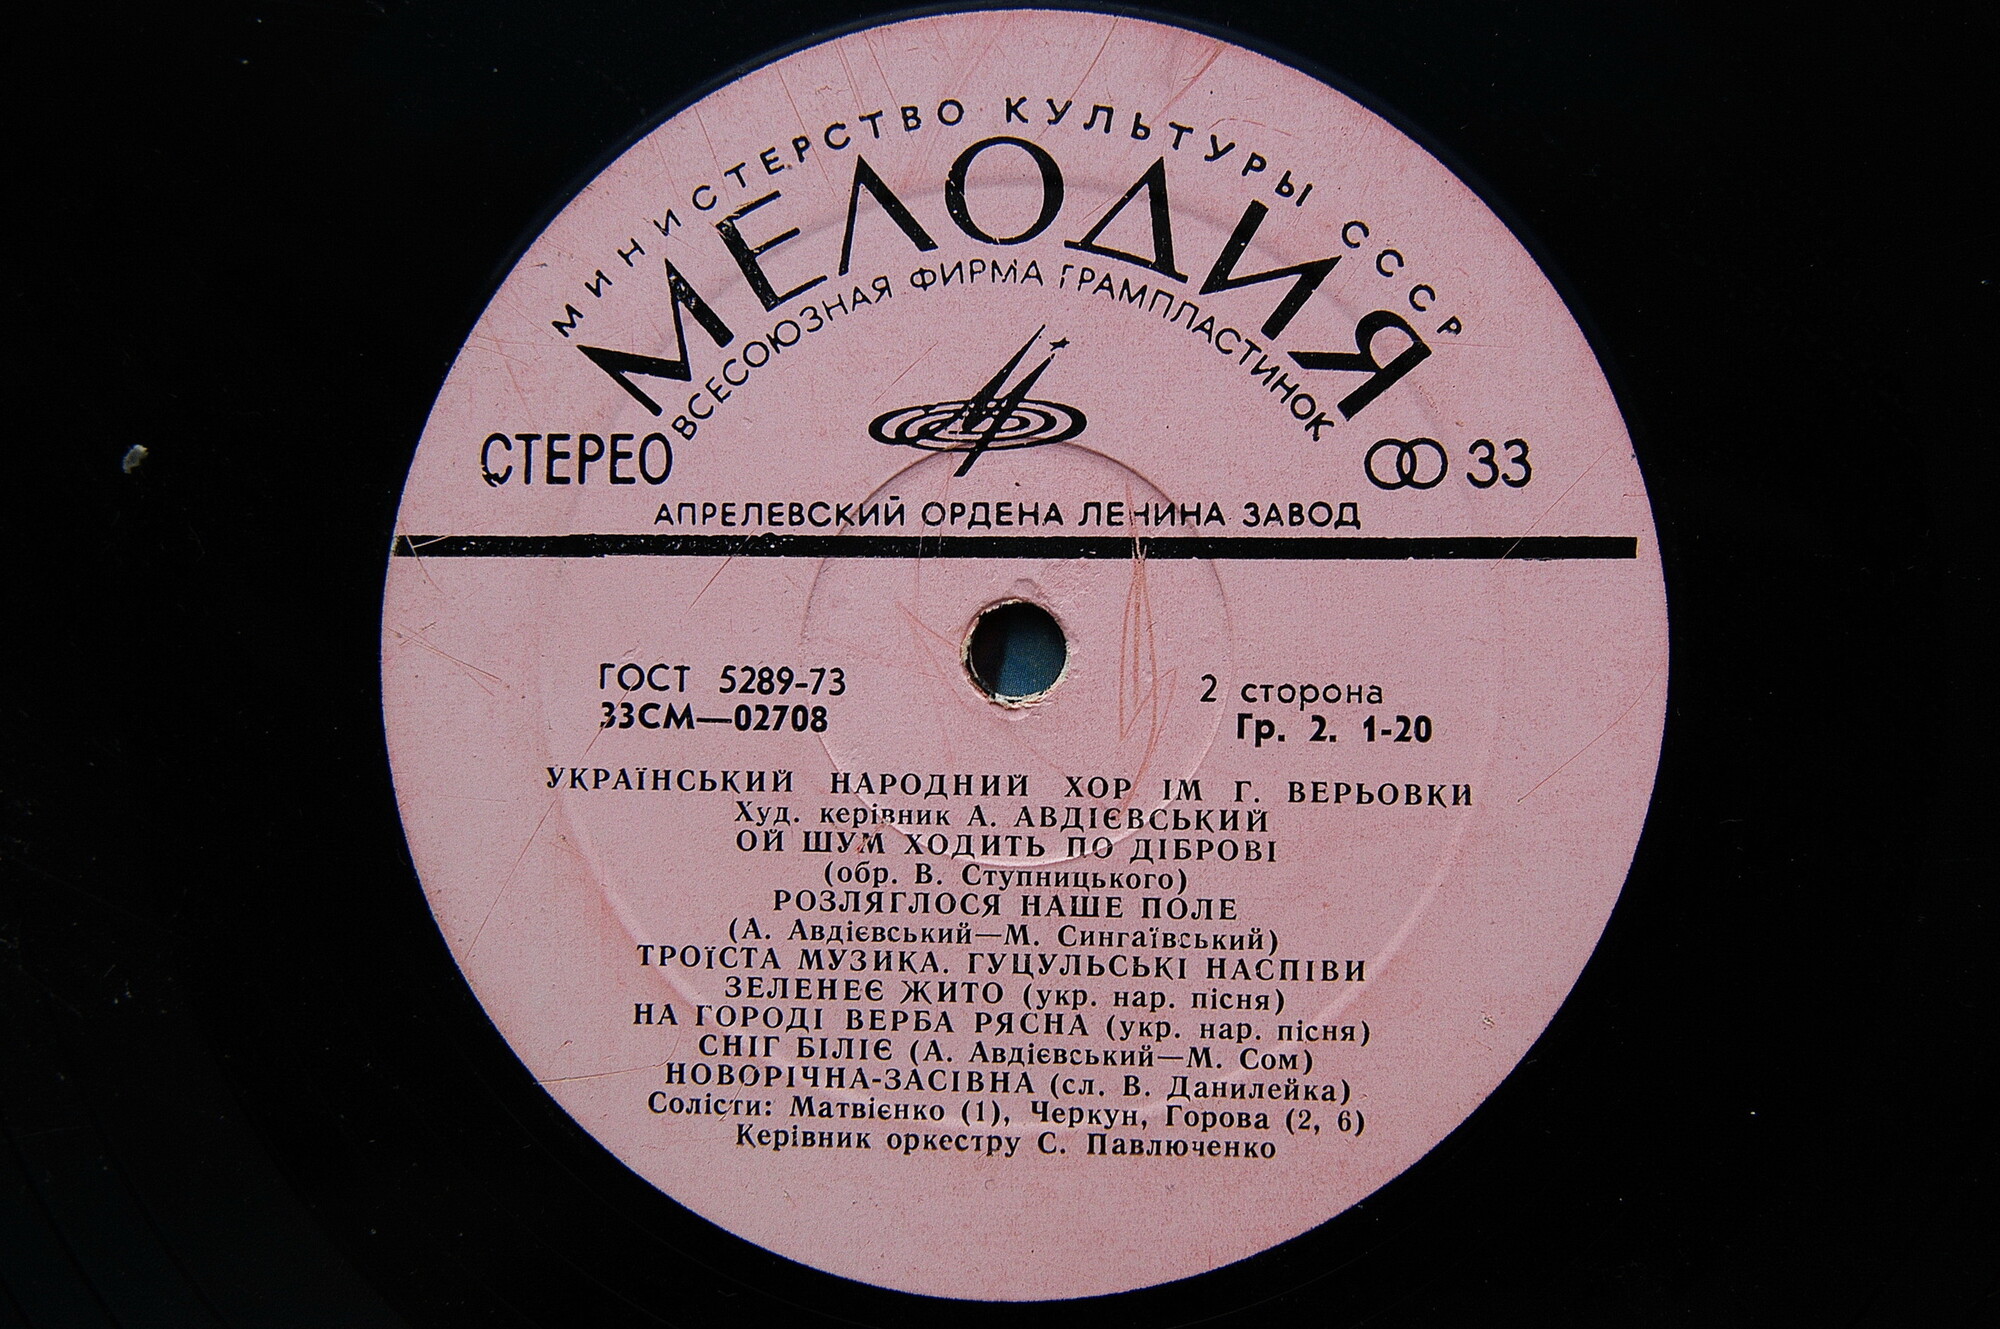 МИНИСТЕРСТВО КУЛЬТУРЫ СССР
МЕЛОДИЯ
ВСЕСОЮЗНАЯ ФИРМА ГРАМПЛАСТИНОК
СТЕРЕО
33
АПРЕЛЕВСКИЙ ОРДЕНА ЛЕНИНА ЗАВОД
ГОСТ 5289-73
2 сторона
33СМ—02708
Гр. 2. 1-20
УКРАЇНСЬКИЙ НАРОДНИЙ ХОР ІМ Г. ВЕРЬОВКИ
Худ. керівник А. АВДІЄВСЬКИЙ
ОЙ ШУМ ХОДИТЬ ПО ДІБРОВІ
(обр. В. Ступницького)
РОЗЛЯГЛОСЯ НАШЕ ПОЛЕ
(А. Авдієвський—М. Сингаївський)
ТРОЇСТА МУЗИКА. ГУЦУЛЬСЬКІ НАСПІВИ
ЗЕЛЕНЕЄ ЖИТО (укр. нар. пісня)
НА ГОРОДІ ВЕРБА РЯСНА (укр. нар. пісня)
СНІГ БІЛІЄ (А. Авдієвський—М. Сом)
НОВОРІЧНА-ЗАСІВНА (сл. В. Данилейка)
Солісти: Матвієнко (1), Черкун, Горова (2, 6)
Керівник оркестру С. Павлюченко